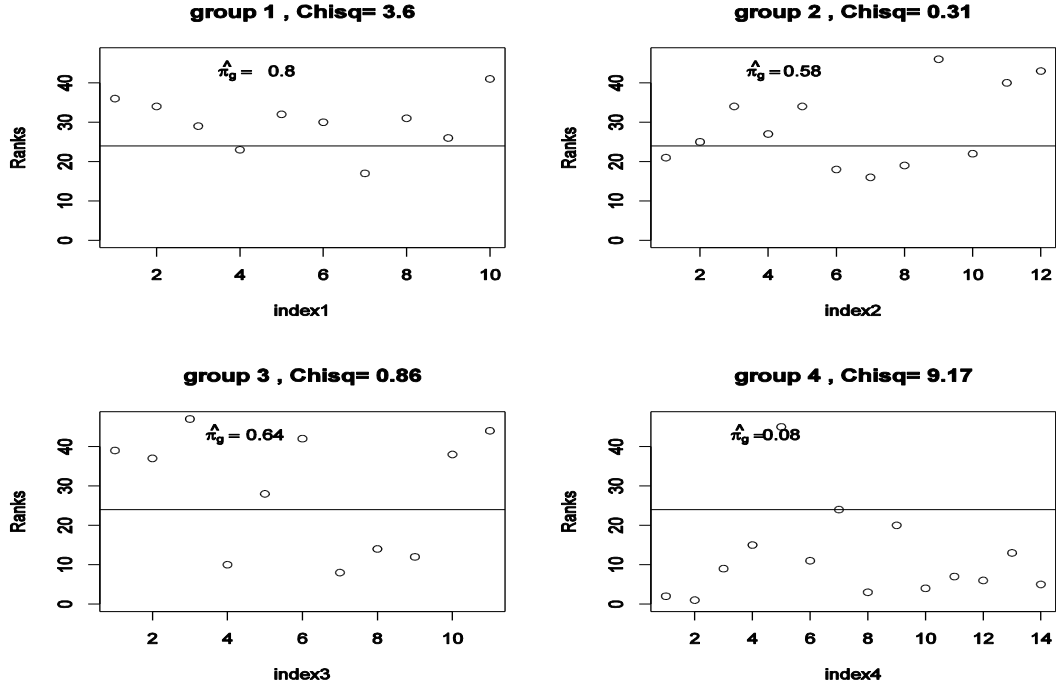 group 1 , Chisq= 3.6
π̂g = 0.8
Ranks
0 10 20 30 40
2 4 6 8 10
index1
group 2 , Chisq= 0.31
π̂g = 0.58
Ranks
0 10 20 30 40
2 4 6 8 10 12
index2
group 3 , Chisq= 0.86
π̂g = 0.64
Ranks
0 10 20 30 40
2 4 6 8 10
index3
group 4 , Chisq= 9.17
π̂g =0.08
Ranks
0 10 20 30 40
2 4 6 8 10 12 14
index4